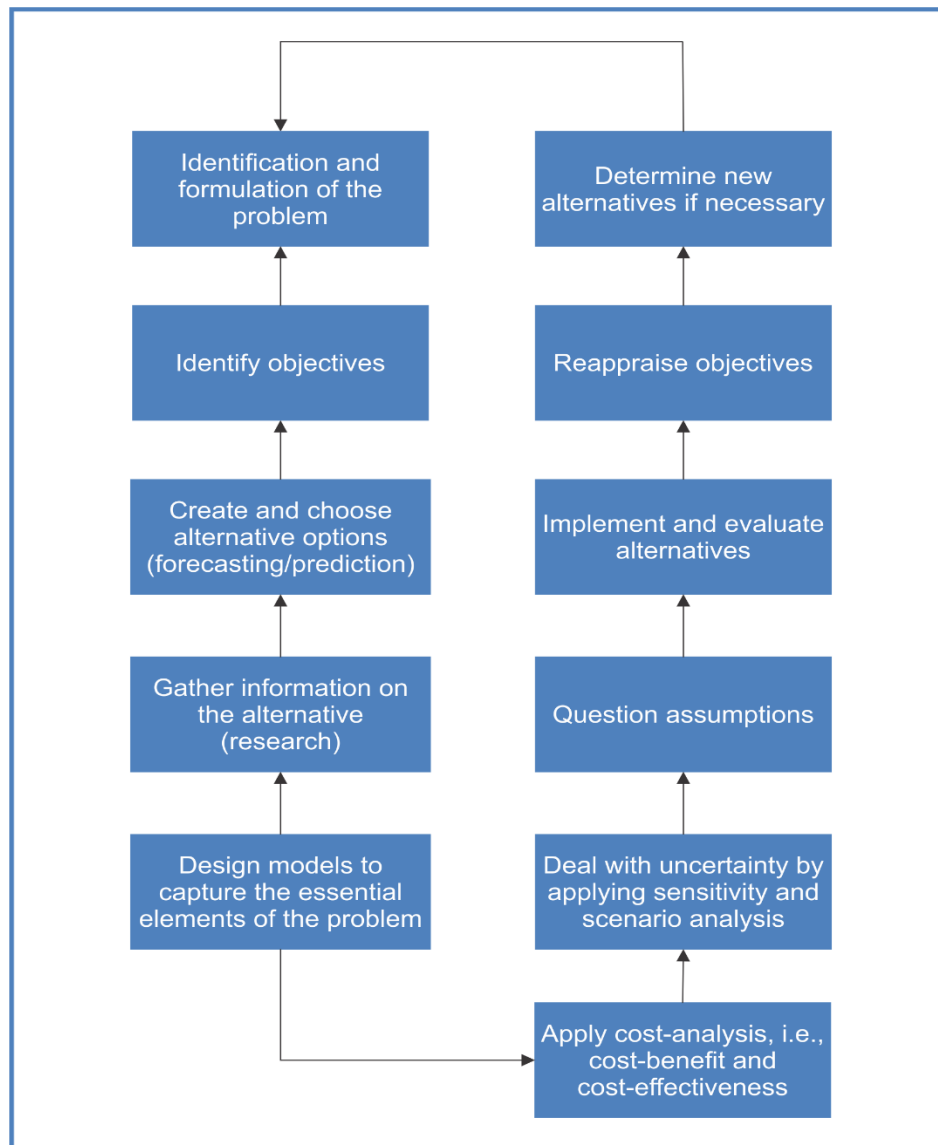 Identification and
formulation of the
problem
Identify objectives
Create and choose
alternative options
(forecasting/prediction)
Gather information on
the alternative
(research)
Design models to
capture the essential
elements of the problem
Determine new
alternatives if necessary
Reappraise objectives
Implement and evaluate
alternatives
Question assumptions
Deal with uncertainty by
applying sensitivity and
scenario analysis
Apply cost-analysis, i.e.,
cost-benefit and
cost-effectiveness